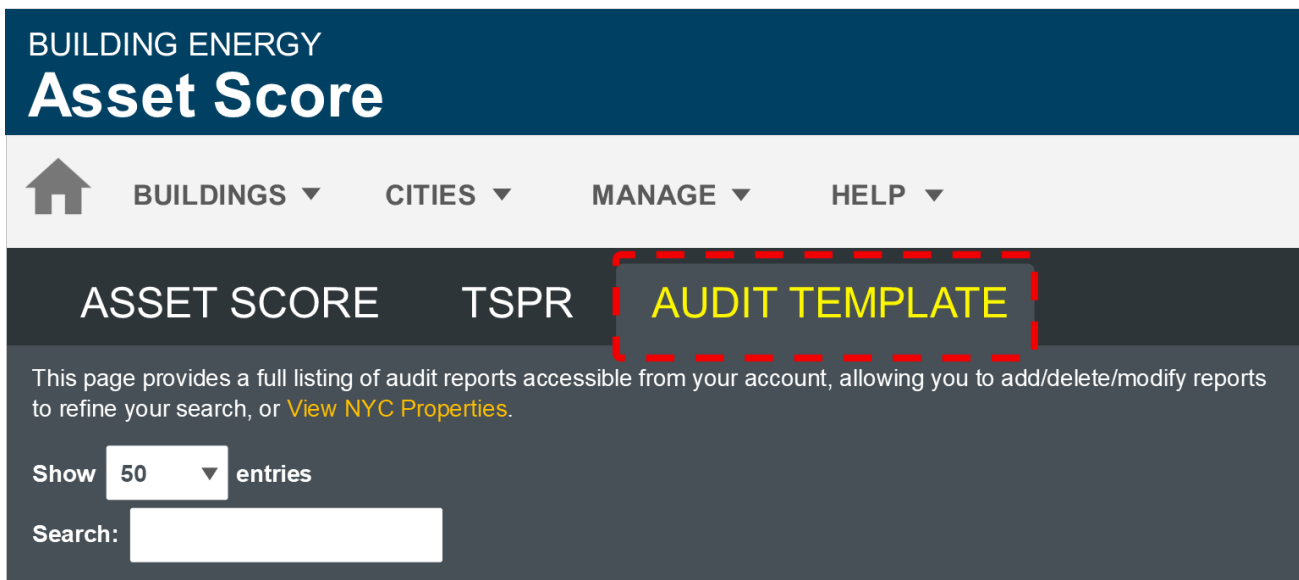 BUILDING ENERGY
Asset Score
BUILDINGS CITIES MANAGE HELP
ASSET SCORE TSPR AUDIT TEMPLATE
This page provides a full listing of audit reports accessible from your account, allowing you to add/delete/modify reports
to refine your search, or View NYC Properties.
Show 50 entries
Search: